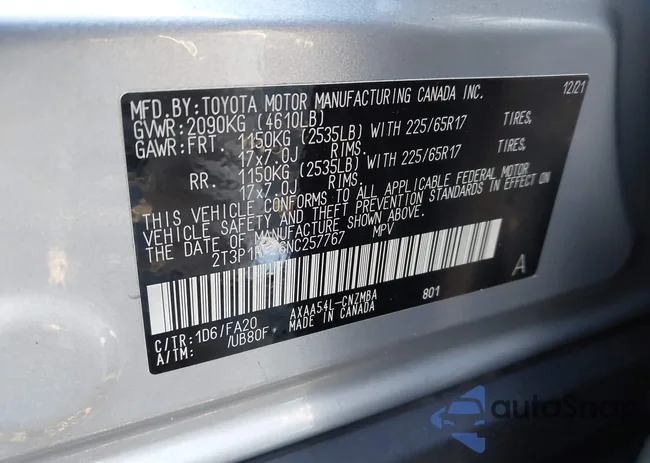 MFD.BY:TOYOTA MOTOR MANUFACTURING CANADA INC. 12/21
GVWR:2090KG (4610LB)
GAWR:FRT. 1150KG (2535LB) WITH 225/65R17 TIRES,
17x7.0J RIMS.
RR. 1150KG (2535LB) WITH 225/65R17 TIRES,
17x7.0J RIMS.
THIS VEHICLE CONFORMS TO ALL APPLICABLE FEDERAL MOTOR
VEHICLE SAFETY AND THEFT PREVENTION STANDARDS IN EFFECT ON
THE DATE OF MANUFACTURE SHOWN ABOVE.
MPV
A
AXAA54L-CNZMBA 801
C/TR:1D6/FA20 MADE IN CANADA
A/TM: /UB80F